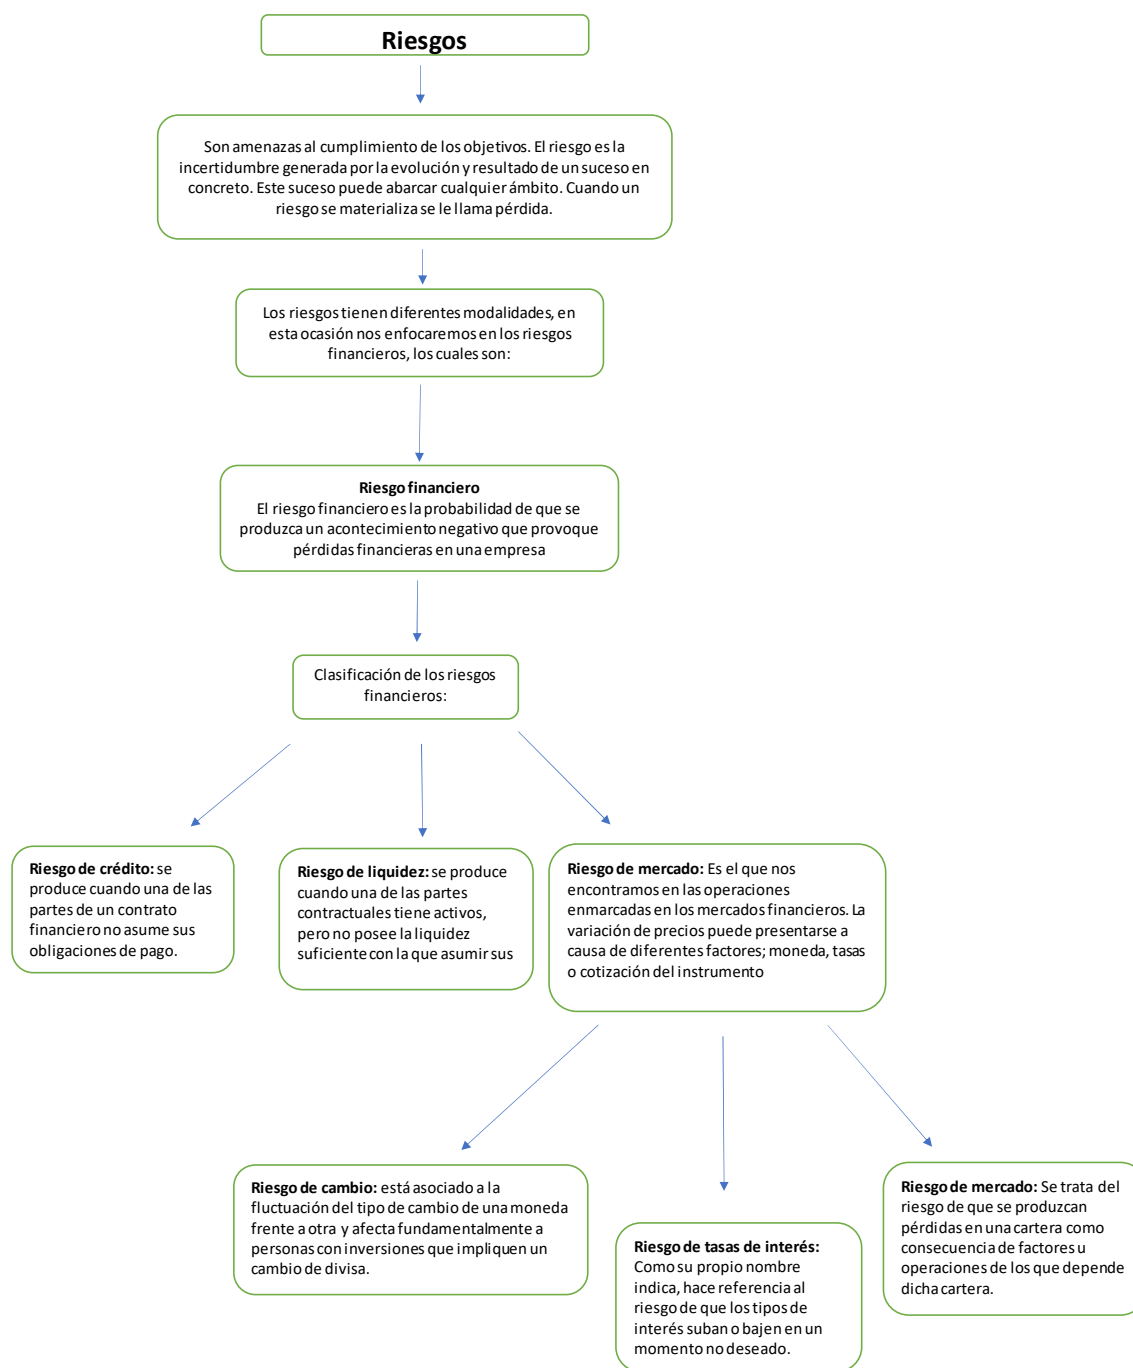 Riesgos
Son amenazas al cumplimiento de los objetivos. El riesgo es la
incertidumbre generada por la evolución y resultado de un suceso en
concreto. Este suceso puede abarcar cualquier ámbito. Cuando un
riesgo se materializa se le llama pérdida.
Los riesgos tienen diferentes modalidades, en
esta ocasión nos enfocaremos en los riesgos
financieros, los cuales son:
Riesgo financiero
El riesgo financiero es la probabilidad de que se
produzca un acontecimiento negativo que provoque
pérdidas financieras en una empresa
Clasificación de los riesgos
financieros:
Riesgo de crédito: se
produce cuando una de las
partes de un contrato
financiero no asume sus
obligaciones de pago.
Riesgo de liquidez: se produce
cuando una de las partes
contractuales tiene activos,
pero no posee la liquidez
suficiente con la que asumir sus
Riesgo de mercado: Es el que nos
encontramos en las operaciones
enmarcadas en los mercados financieros. La
variación de precios puede presentarse a
causa de diferentes factores; moneda, tasas
o cotización del instrumento
Riesgo de cambio: está asociado a la
fluctuación del tipo de cambio de una moneda
frente a otra y afecta fundamentalmente a
personas con inversiones que impliquen un
cambio de divisa.
Riesgo de tasas de interés:
Como su propio nombre
indica, hace referencia al
riesgo de que los tipos de
interés suban o bajen en un
momento no deseado.
Riesgo de mercado: Se trata del
riesgo de que se produzcan
pérdidas en una cartera como
consecuencia de factores u
operaciones de los que depende
dicha cartera.